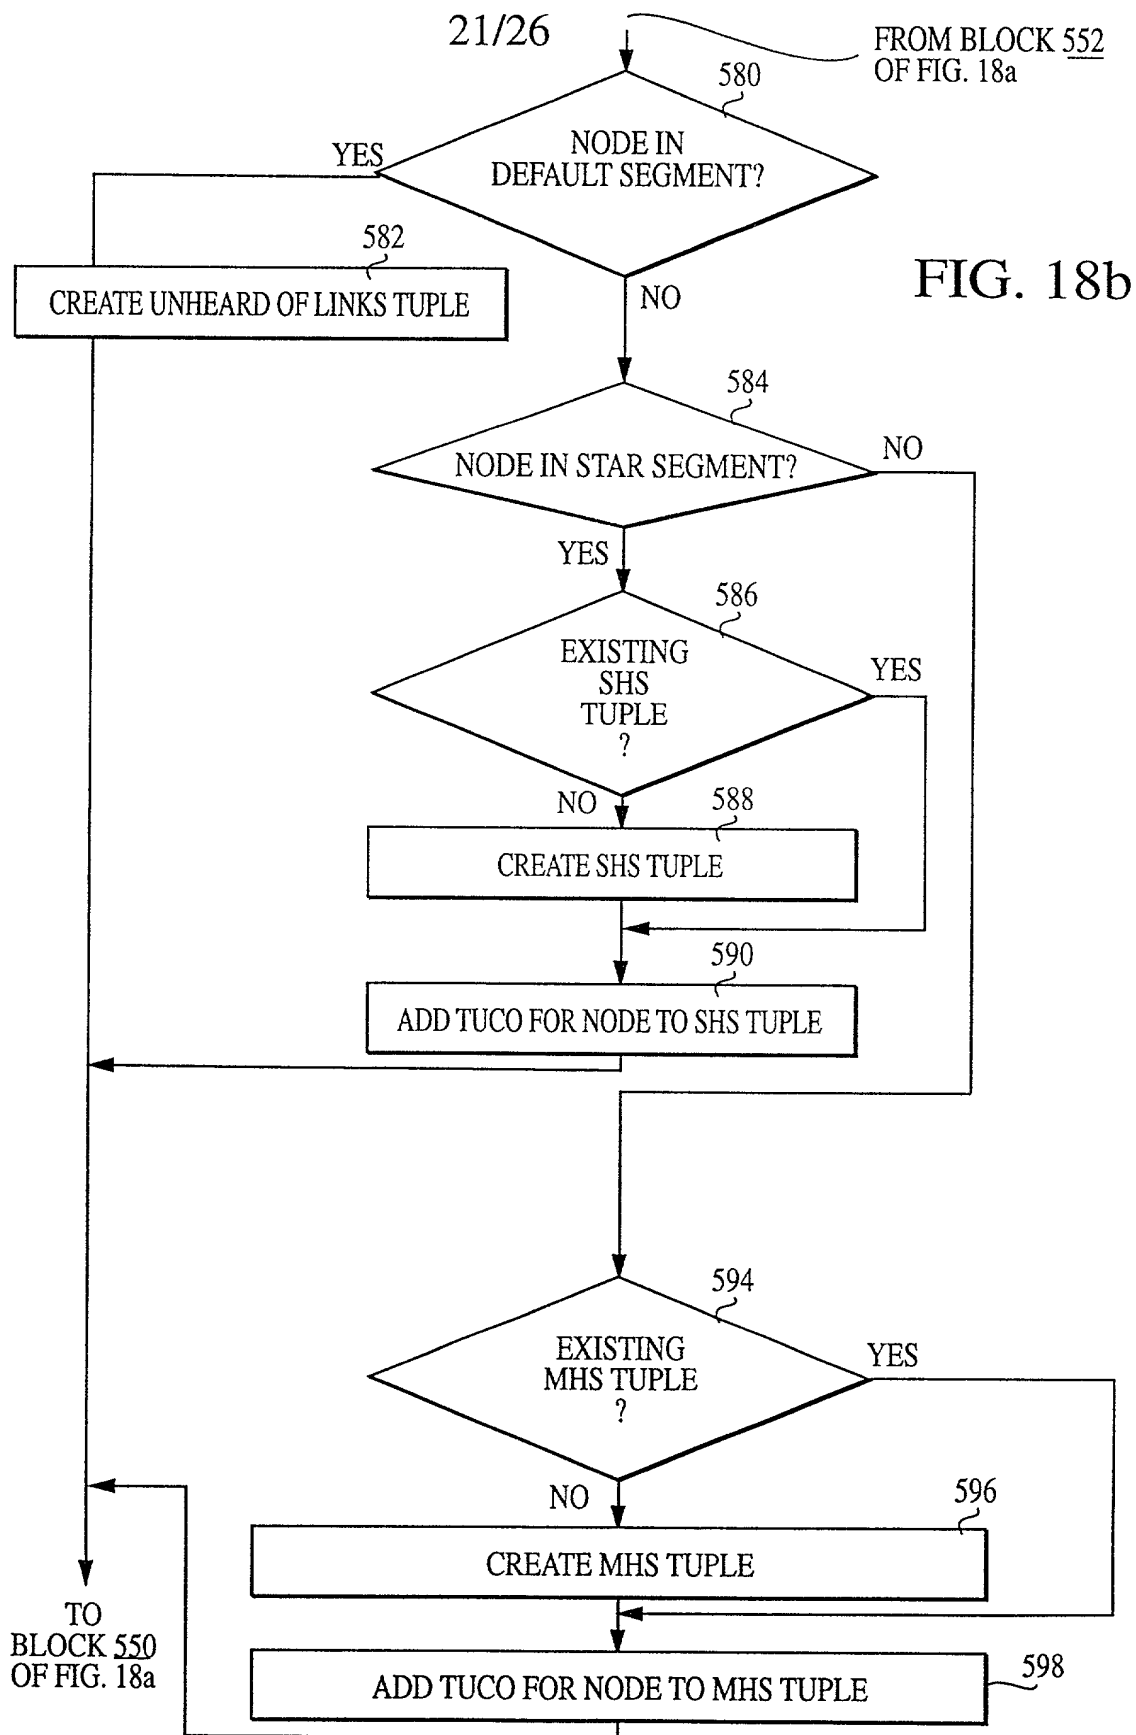 21/26
FROM BLOCK 552
OF FIG. 18a
580
NODE IN
DEFAULT SEGMENT?
YES
NO
582
CREATE UNHEARD OF LINKS TUPLE
FIG. 18b
584
NODE IN STAR SEGMENT?
NO
YES
586
EXISTING
SHS
TUPLE
?
YES
NO
588
CREATE SHS TUPLE
590
ADD TUCO FOR NODE TO SHS TUPLE
594
EXISTING
MHS TUPLE
?
YES
NO
596
CREATE MHS TUPLE
TO
BLOCK 550
OF FIG. 18a
598
ADD TUCO FOR NODE TO MHS TUPLE